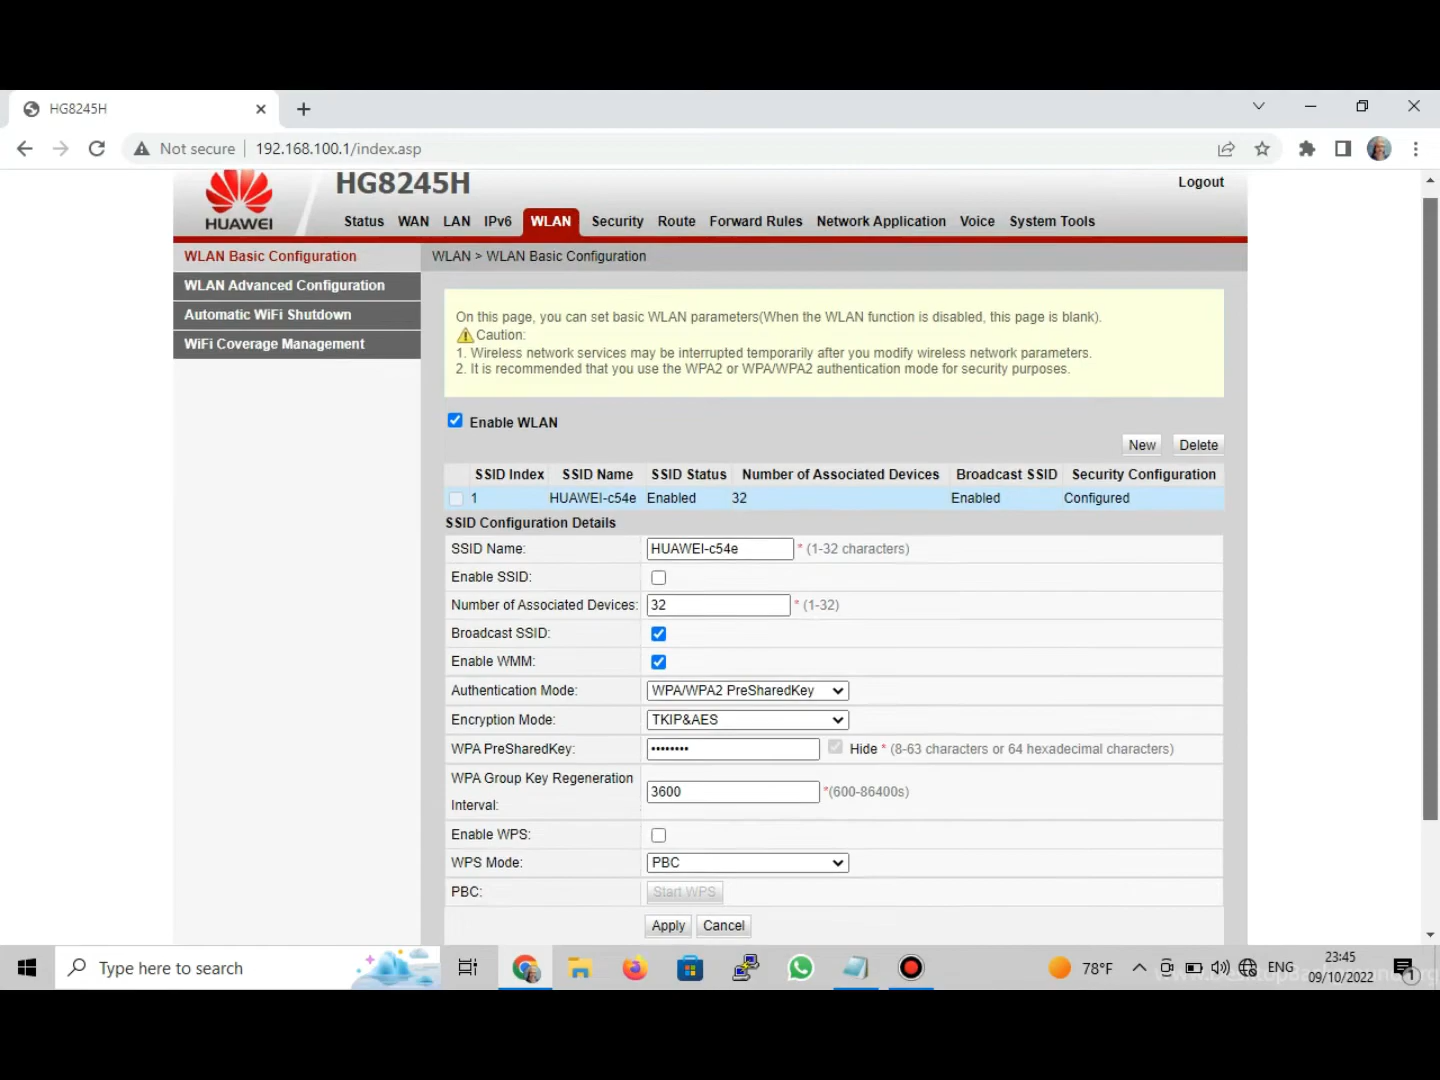 HG8245H
Not secure
192.168.100.1/index.asp
HUAWEI
HG8245H
Logout
Status WAN LAN IPv6 WLAN Security Route Forward Rules Network Application Voice System Tools
WLAN Basic Configuration
WLAN Advanced Configuration
Automatic WiFi Shutdown
WiFi Coverage Management
WLAN > WLAN Basic Configuration
On this page, you can set basic WLAN parameters(When the WLAN function is disabled, this page is blank).
Caution:
1. Wireless network services may be interrupted temporarily after you modify wireless network parameters.
2. It is recommended that you use the WPA2 or WPA/WPA2 authentication mode for security purposes.
Enable WLAN
New Delete
SSID Index SSID Name SSID Status Number of Associated Devices Broadcast SSID Security Configuration
1 HUAWEI-c54e Enabled 32 Enabled Configured
SSID Configuration Details
SSID Name: HUAWEI-c54e * (1-32 characters)
Enable SSID:
Number of Associated Devices: 32 * (1-32)
Broadcast SSID:
Enable WMM:
Authentication Mode: WPA/WPA2 PreSharedKey
Encryption Mode: TKIP&AES
WPA PreSharedKey: •••••••• Hide * (8-63 characters or 64 hexadecimal characters)
WPA Group Key Regeneration
Interval:
3600 *(600-86400s)
Enable WPS:
WPS Mode: PBC
PBC: Start WPS
Apply Cancel
Type here to search
78°F
ENG
23:45
09/10/2022
1